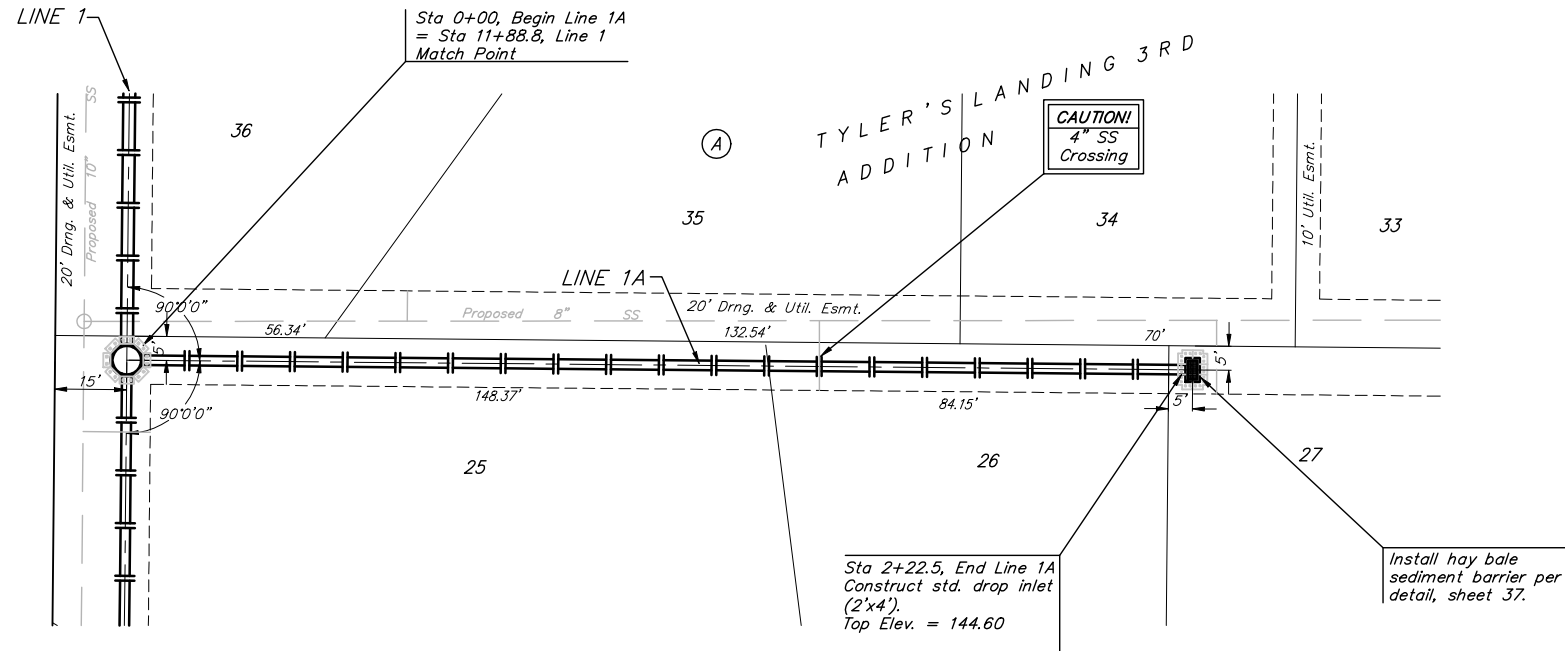 LINE 1
Sta 0+00, Begin Line 1A
= Sta 11+88.8, Line 1
Match Point
TYLER'S LANDING 3RD
ADDITION
CAUTION!
4" SS
Crossing
20' Drng. & Util. Esmt.
Proposed 10" SS
36
A
35
34
33
10' Util. Esmt.
LINE 1A
20' Drng. & Util. Esmt.
Proposed 8" SS
90°0'0"
56.34'
132.54'
70'
5'
5'
15'
90°0'0"
148.37'
84.15'
5'
25
26
27
Sta 2+22.5, End Line 1A
Construct std. drop inlet
(2'x4').
Top Elev. = 144.60
Install hay bale
sediment barrier per
detail, sheet 37.